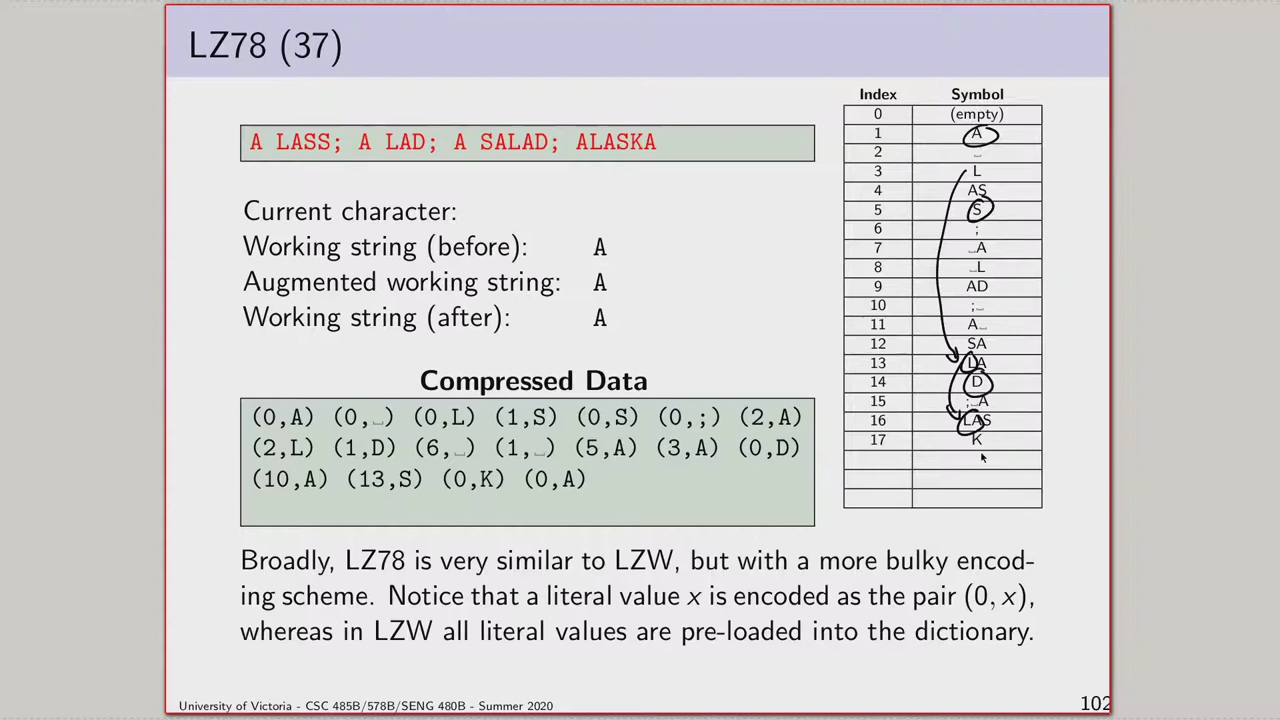 LZ78 (37)
A LASS; A LAD; A SALAD; ALASKA
Current character:
Working string (before): A
Augmented working string: A
Working string (after): A
Compressed Data
(0,A) (0,␣) (0,L) (1,S) (0,S) (0,;) (2,A)
(2,L) (1,D) (6,␣) (1,␣) (5,A) (3,A) (0,D)
(10,A) (13,S) (0,K) (0,A)
Index Symbol
0 (empty)
1 A
2 ␣
3 L
4 AS
5 S
6 ;
7 ␣A
8 ␣L
9 AD
10 ;␣
11 A␣
12 SA
13 LA
14 D
15 ;␣A
16 LAS
17 K
Broadly, LZ78 is very similar to LZW, but with a more bulky encod-
ing scheme. Notice that a literal value x is encoded as the pair (0, x),
whereas in LZW all literal values are pre-loaded into the dictionary.
University of Victoria - CSC 485B/578B/SENG 480B - Summer 2020
102